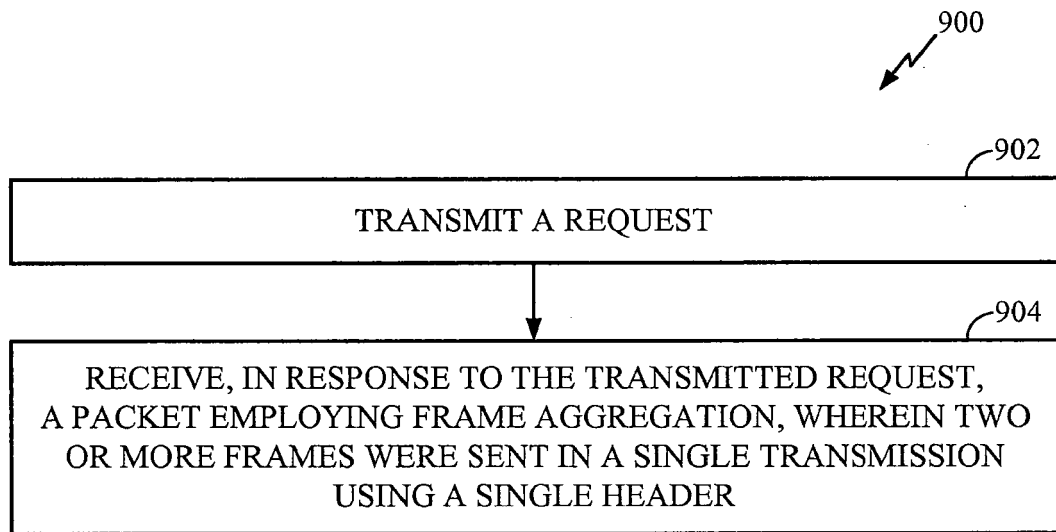 900
902
TRANSMIT A REQUEST
904
RECEIVE, IN RESPONSE TO THE TRANSMITTED REQUEST,
A PACKET EMPLOYING FRAME AGGREGATION, WHEREIN TWO
OR MORE FRAMES WERE SENT IN A SINGLE TRANSMISSION
USING A SINGLE HEADER